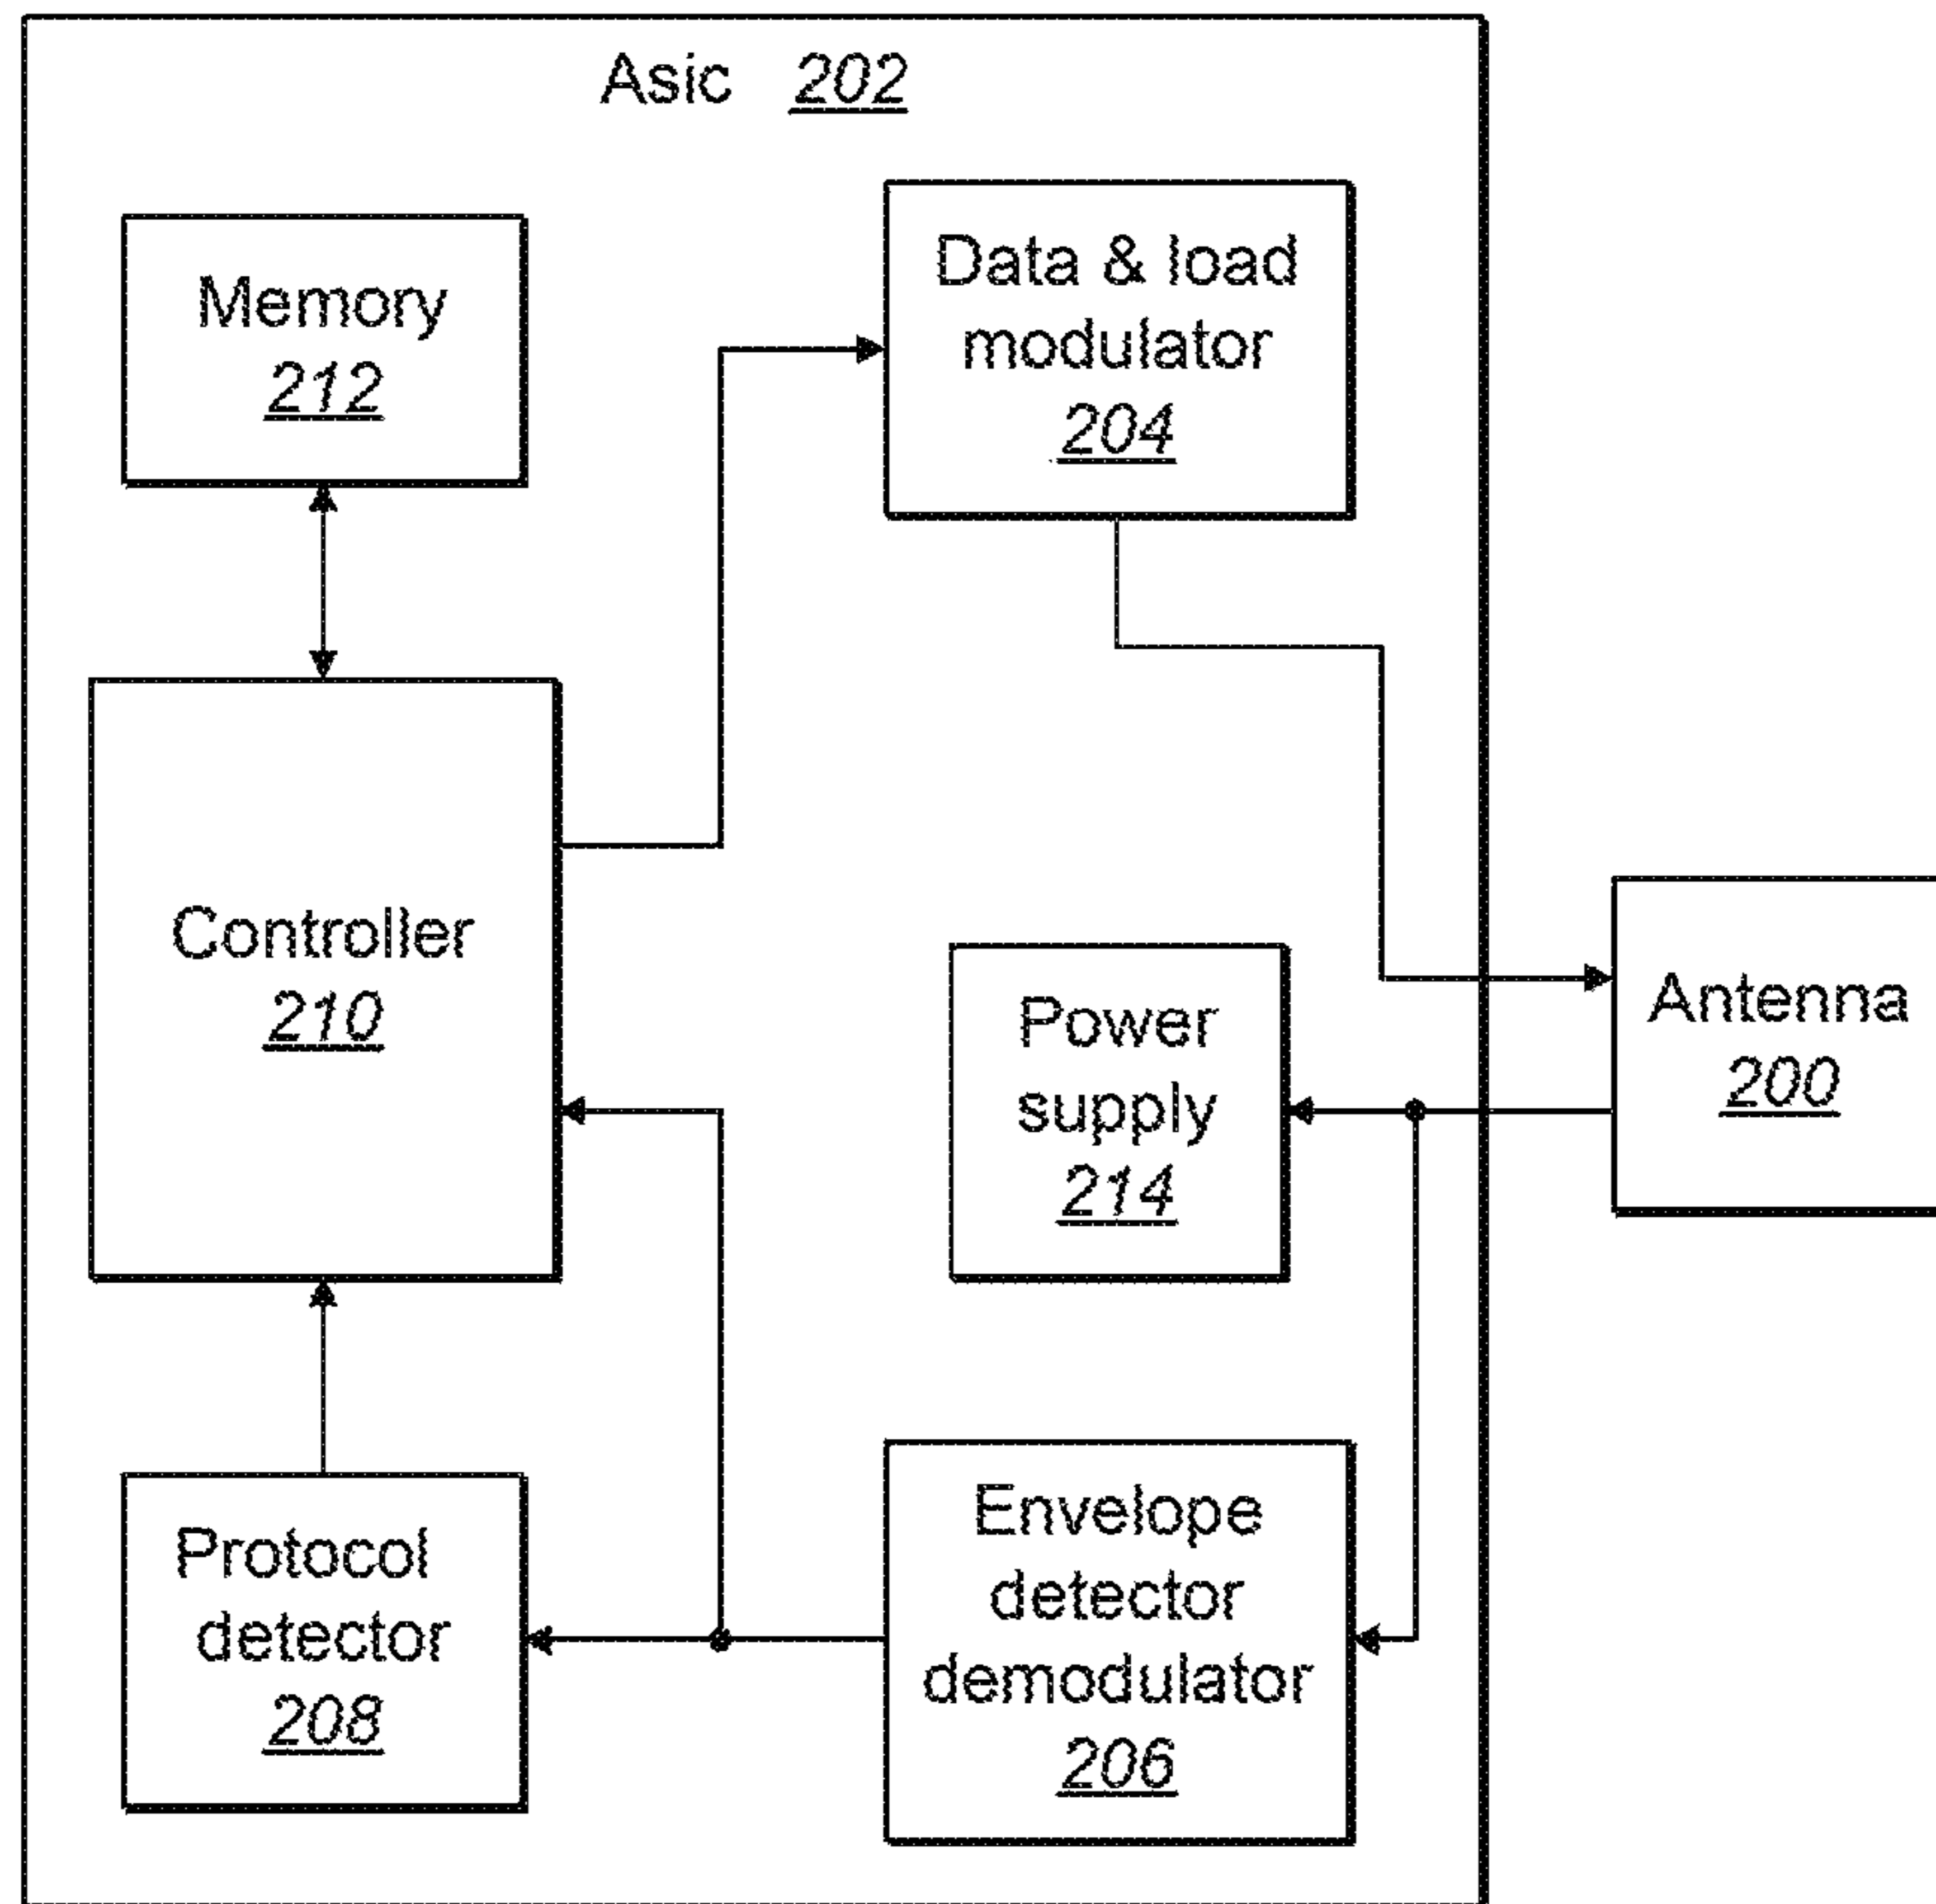 Asic 202
Memory
212
Data & load
modulator
204
Controller
210
Power
supply
214
Antenna
200
Protocol
detector
208
Envelope
detector
demodulator
206